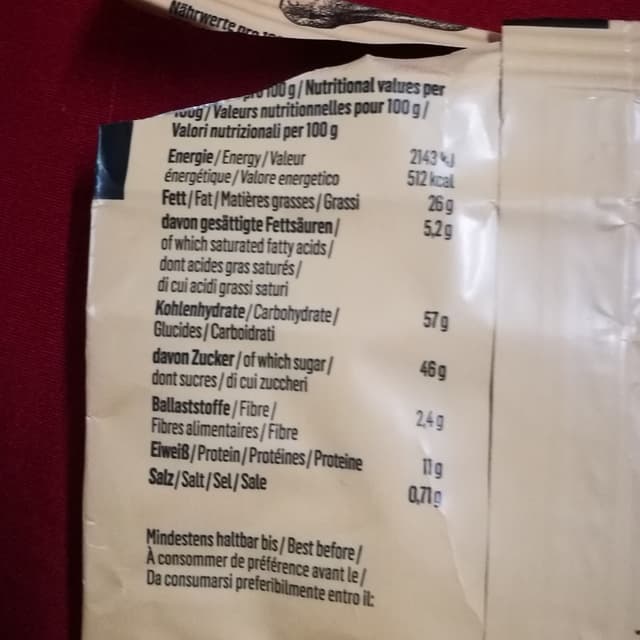 Nährwerte pro
100 g / Nutritional values per
100g / Valeurs nutritionnelles pour 100 g /
Valori nutrizionali per 100 g
Energie / Energy / Valeur 2143 kJ
énergétique / Valore energetico 512 kcal
Fett / Fat / Matières grasses / Grassi 26 g
davon gesättigte Fettsäuren / 5,2 g
of which saturated fatty acids /
dont acides gras saturés /
di cui acidi grassi saturi
Kohlenhydrate / Carbohydrate / 57 g
Glucides / Carboidrati
davon Zucker / of which sugar / 46 g
dont sucres / di cui zuccheri
Ballaststoffe / Fibre / 2,4 g
Fibres alimentaires / Fibre
Eiweiß / Protein / Protéines / Proteine 11 g
Salz / Salt / Sel / Sale 0,71 g
Mindestens haltbar bis / Best before /
À consommer de préférence avant le /
Da consumarsi preferibilmente entro il: